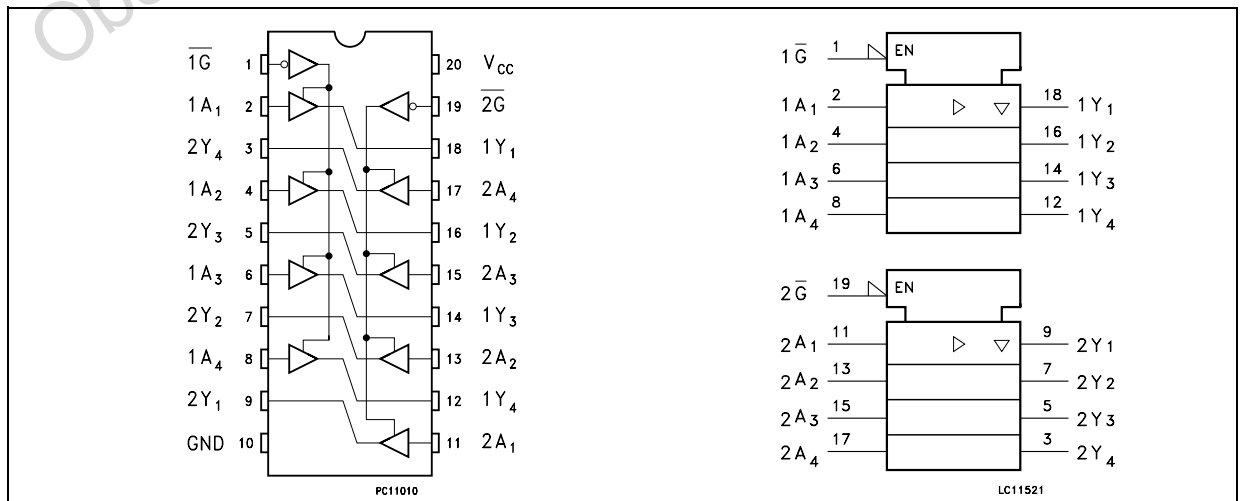 Obs
1G̅ 1 20 V_CC
1A₁ 2 19 2G̅
2Y₄ 3 18 1Y₁
1A₂ 4 17 2A₄
2Y₃ 5 16 1Y₂
1A₃ 6 15 2A₃
2Y₂ 7 14 1Y₃
1A₄ 8 13 2A₂
2Y₁ 9 12 1Y₄
GND 10 11 2A₁
PC11010
1G̅ 1 EN
1A₁ 2 18 1Y₁
1A₂ 4 16 1Y₂
1A₃ 6 14 1Y₃
1A₄ 8 12 1Y₄
2G̅ 19 EN
2A₁ 11 9 2Y₁
2A₂ 13 7 2Y₂
2A₃ 15 5 2Y₃
2A₄ 17 3 2Y₄
LC11521